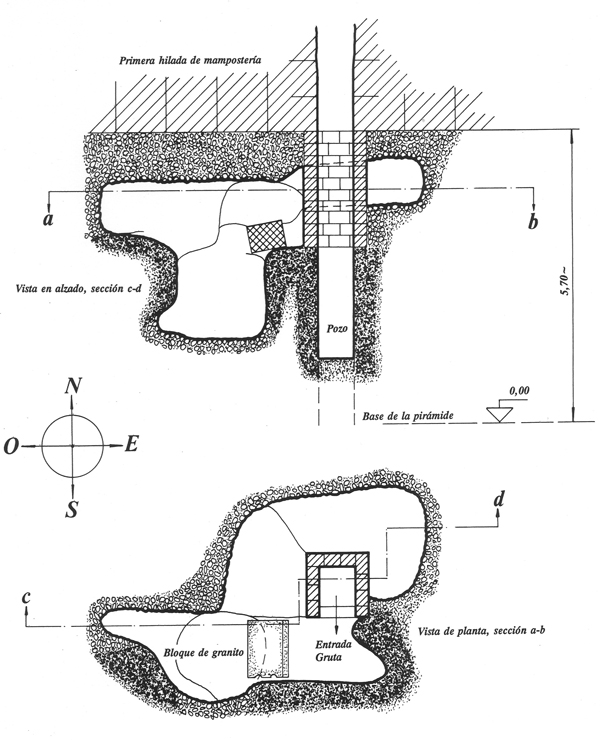 Primera hilada de mampostería
a
b
Vista en alzado, sección c-d
5,70~
Pozo
0,00
Base de la pirámide
N
O
E
S
d
c
Vista de planta, sección a-b
Entrada
Gruta
Bloque de granito